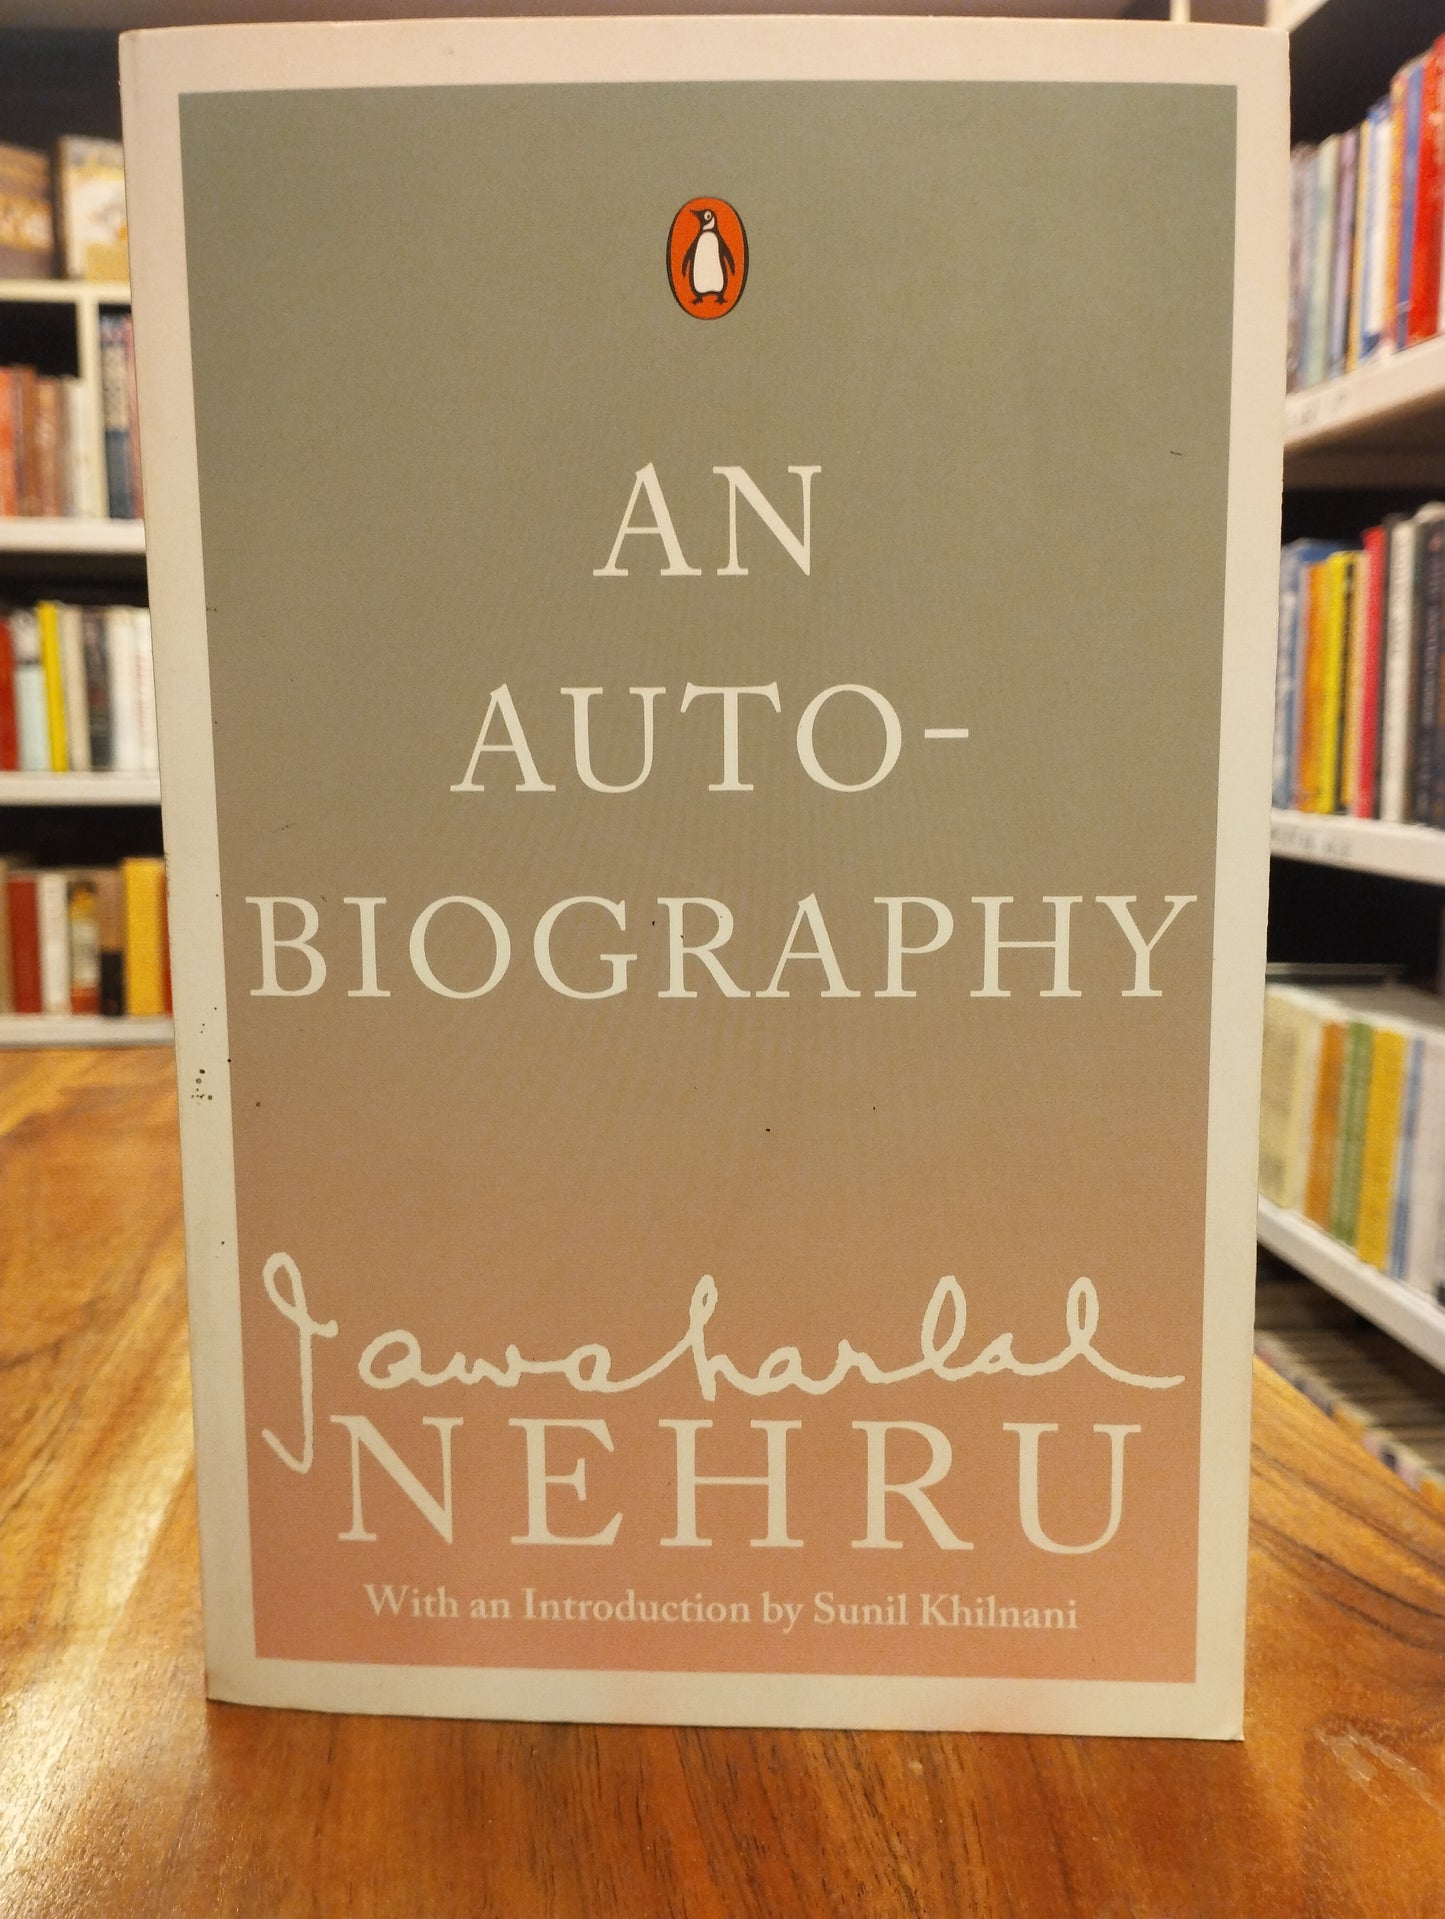 AN
AUTO-
BIOGRAPHY
Jawaharlal
NEHRU
With an Introduction by Sunil Khilnani